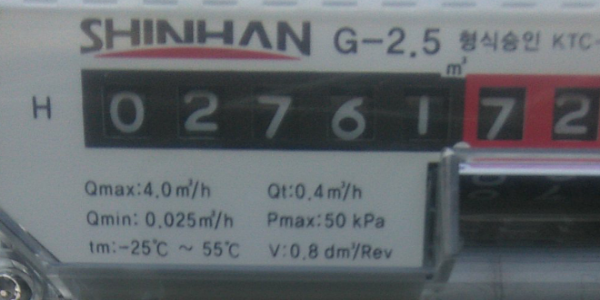 SHINHAN G-2.5 형식승인 KTC-
m³
H 0 2 7 6 1 7 2
Qmax:4.0m³/h Qt:0.4m³/h
Qmin: 0.025m³/h Pmax:50 kPa
tm:-25℃ ~ 55℃ V:0.8 dm³/Rev